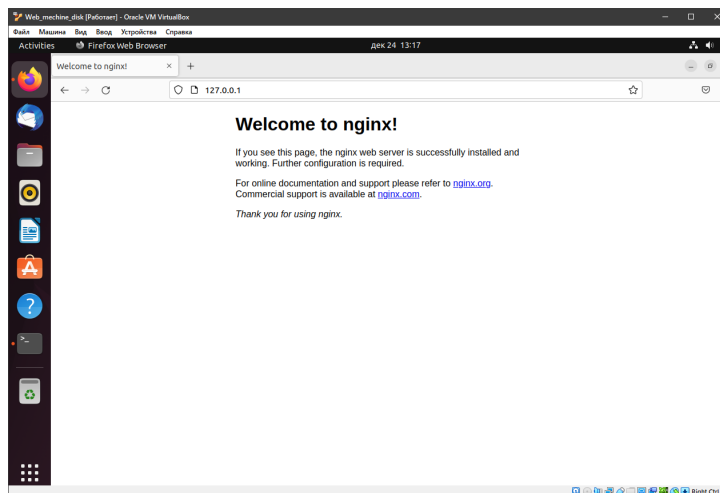 Web_mechine_disk [Работает] - Oracle VM VirtualBox
Файл Машина Вид Ввод Устройства Справка
Activities Firefox Web Browser дек 24 13:17
Welcome to nginx!
127.0.0.1
Welcome to nginx!
If you see this page, the nginx web server is successfully installed and
working. Further configuration is required.
For online documentation and support please refer to nginx.org.
Commercial support is available at nginx.com.
Thank you for using nginx.
Right Ctrl